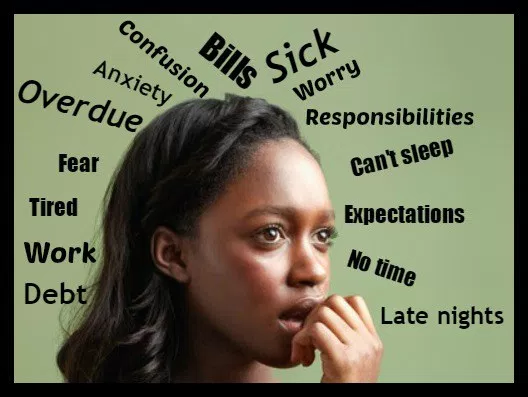 Confusion
Bills
Sick
Anxiety
Worry
Overdue
Responsibilities
Fear
Can't sleep
Tired
Expectations
Work
No time
Debt
Late nights